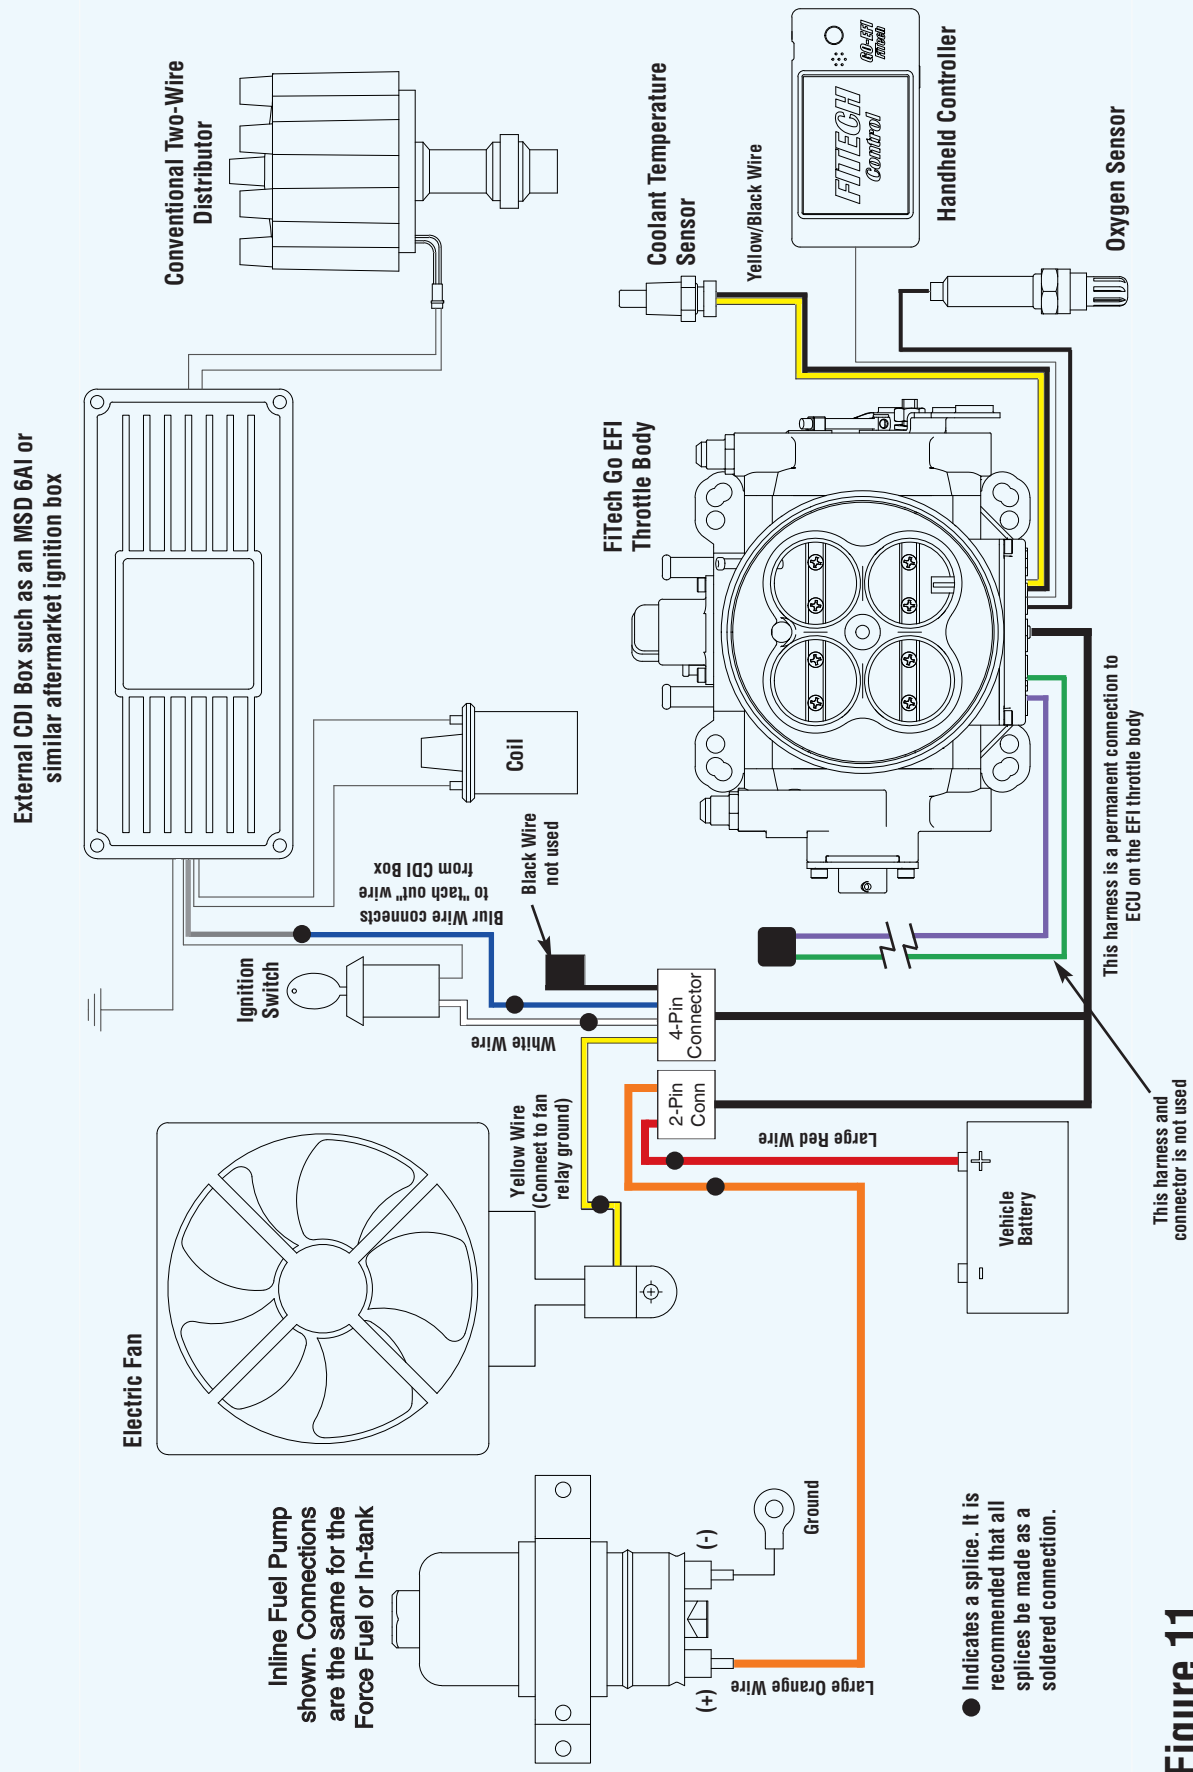 External CDI Box such as an MSD 6Al or
similar aftermarket ignition box
Conventional Two-Wire
Distributor
Coil
Ignition
Switch
Blur Wire connects
to "tach out" wire
from CDI Box
Black Wire
not used
White Wire
Electric Fan
Yellow Wire
(Connect to fan
relay ground)
4-Pin
Connector
2-Pin
Conn
Large Red Wire
Vehicle
Battery
+
-
FiTech Go EFI
Throttle Body
Coolant Temperature
Sensor
Yellow/Black Wire
FITECH
Control
GO-EFI
FiTech
Handheld Controller
Oxygen Sensor
This harness is a permanent connection to
ECU on the EFI throttle body
This harness and
connector is not used
Inline Fuel Pump
shown. Connections
are the same for the
Force Fuel or In-tank
(+)
(-)
Ground
Large Orange Wire
Indicates a splice. It is
recommended that all
splices be made as a
soldered connection.
Figure 11